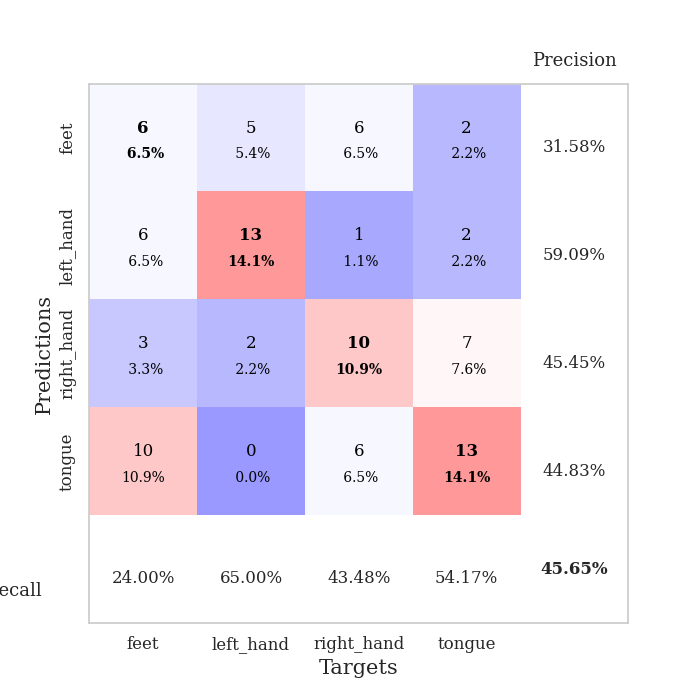 Precision
feet
6 5 6 2
6.5% 5.4% 6.5% 2.2%
31.58%
left_hand
6 13 1 2
6.5% 14.1% 1.1% 2.2%
59.09%
right_hand
3 2 10 7
3.3% 2.2% 10.9% 7.6%
45.45%
tongue
10 0 6 13
10.9% 0.0% 6.5% 14.1%
44.83%
Predictions
ecall
24.00% 65.00% 43.48% 54.17% 45.65%
feet left_hand right_hand tongue
Targets